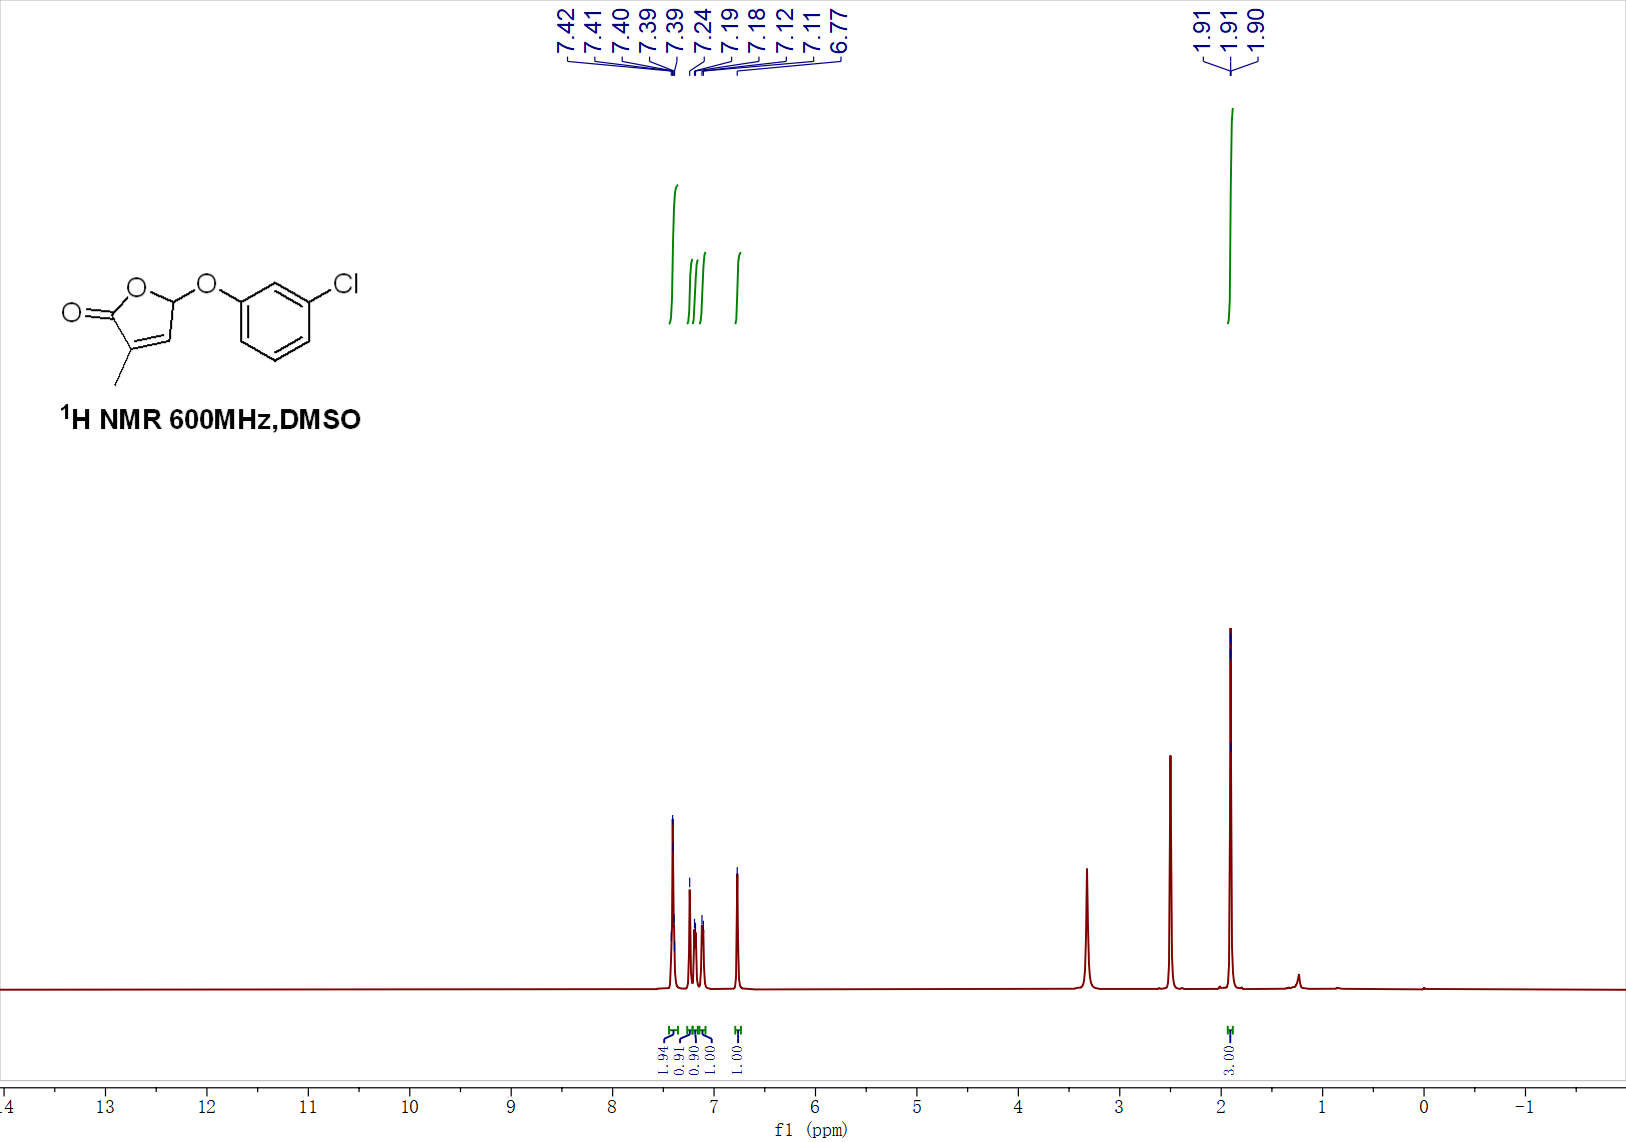 7.42 7.41 7.40 7.39 7.39 7.24 7.19 7.18 7.12 7.11 6.77 1.91 1.91 1.90
O O O Cl
¹H NMR 600MHz,DMSO
1.94 0.91 0.90 1.00 1.00 3.00
14 13 12 11 10 9 8 7 6 5 4 3 2 1 0 -1
f1 (ppm)